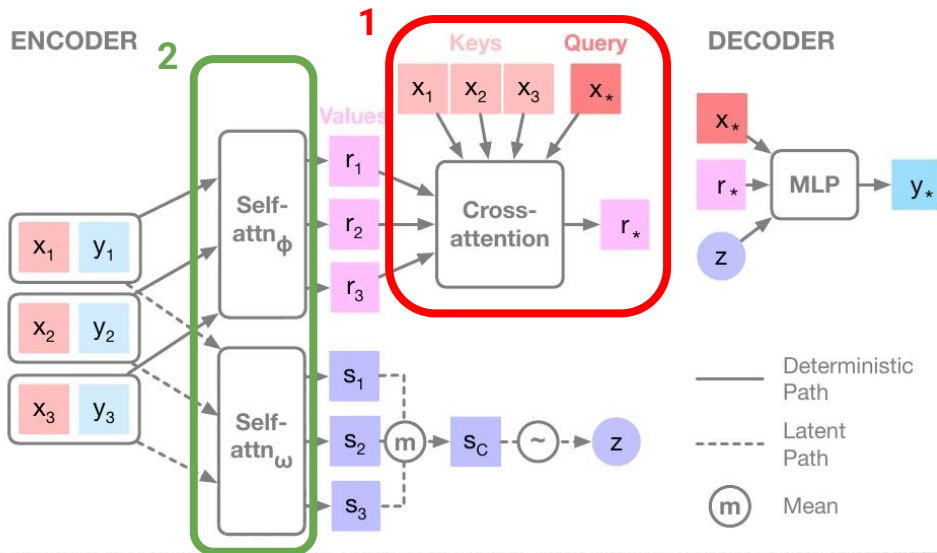 1
ENCODER
2
Keys
Query
DECODER
x₁ x₂ x₃ x*
Values
x*
r₁
r*
MLP
y*
Self-
attnϕ
r₂
Cross-
attention
r*
z
x₁ y₁
r₃
x₂ y₂
x₃ y₃
s₁
Self-
attnω
s₂
m
s_C
~
z
s₃
Deterministic
Path
Latent
Path
m
Mean